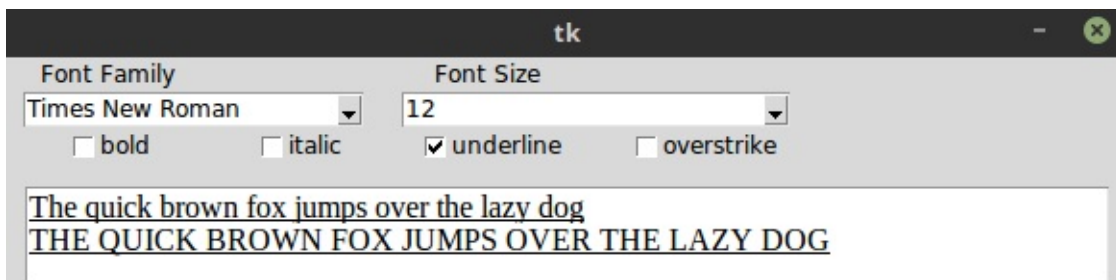 tk
Font Family Font Size
Times New Roman 12
bold italic underline overstrike
The quick brown fox jumps over the lazy dog
THE QUICK BROWN FOX JUMPS OVER THE LAZY DOG